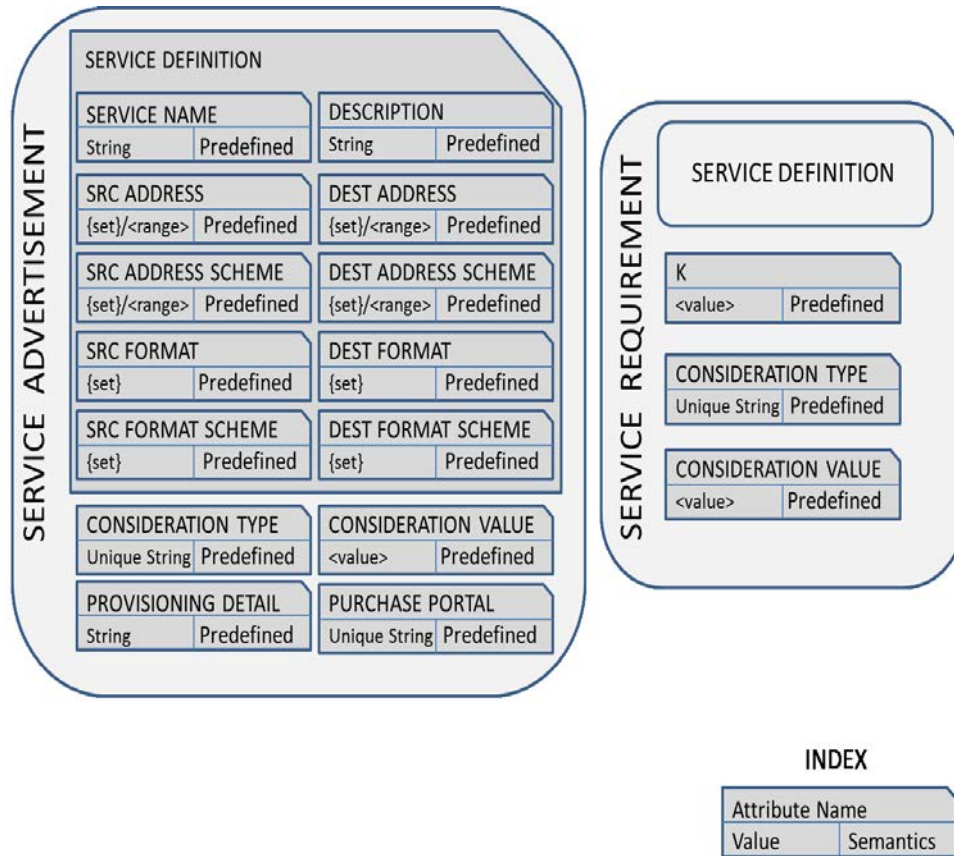 SERVICE ADVERTISEMENT
SERVICE DEFINITION
SERVICE NAME
String Predefined
DESCRIPTION
String Predefined
SRC ADDRESS
{set}/<range> Predefined
DEST ADDRESS
{set}/<range> Predefined
SRC ADDRESS SCHEME
{set}/<range> Predefined
DEST ADDRESS SCHEME
{set}/<range> Predefined
SRC FORMAT
{set} Predefined
DEST FORMAT
{set} Predefined
SRC FORMAT SCHEME
{set} Predefined
DEST FORMAT SCHEME
{set} Predefined
CONSIDERATION TYPE
Unique String Predefined
CONSIDERATION VALUE
<value> Predefined
PROVISIONING DETAIL
String Predefined
PURCHASE PORTAL
Unique String Predefined
SERVICE REQUIREMENT
SERVICE DEFINITION
K
<value> Predefined
CONSIDERATION TYPE
Unique String Predefined
CONSIDERATION VALUE
<value> Predefined
INDEX
Attribute Name
Value Semantics